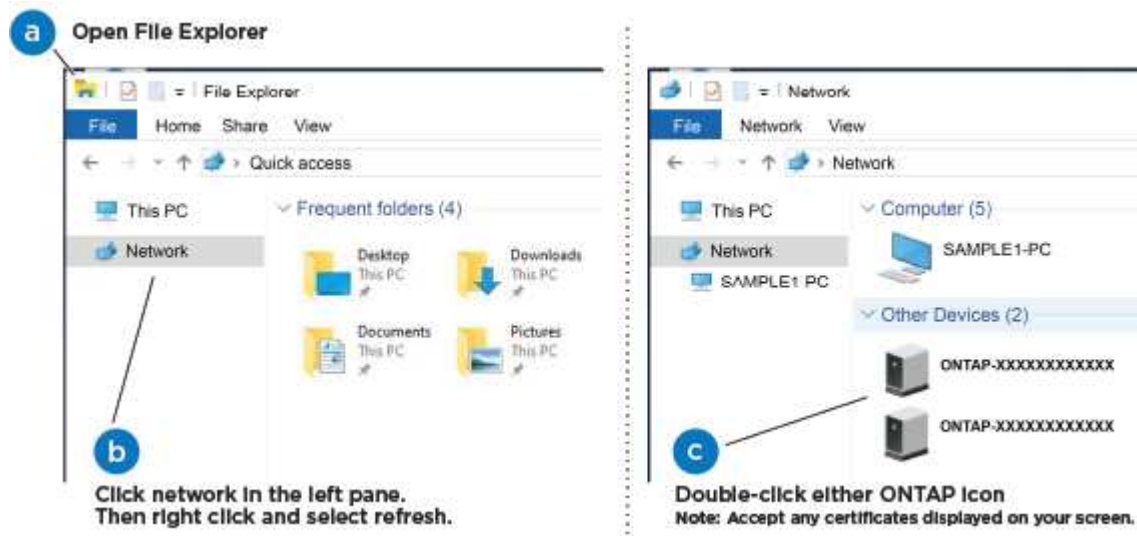 a Open File Explorer
File Explorer
File Home Share View
Quick access
This PC
Network
Frequent folders (4)
Desktop
This PC
Downloads
This PC
Documents
This PC
Pictures
This PC
b
Click network in the left pane.
Then right click and select refresh.
Network
File Network View
Network
This PC
Network
SAMPLE1 PC
Computer (5)
SAMPLE1-PC
Other Devices (2)
ONTAP-XXXXXXXXXXXX
ONTAP-XXXXXXXXXXXX
c
Double-click either ONTAP icon
Note: Accept any certificates displayed on your screen.